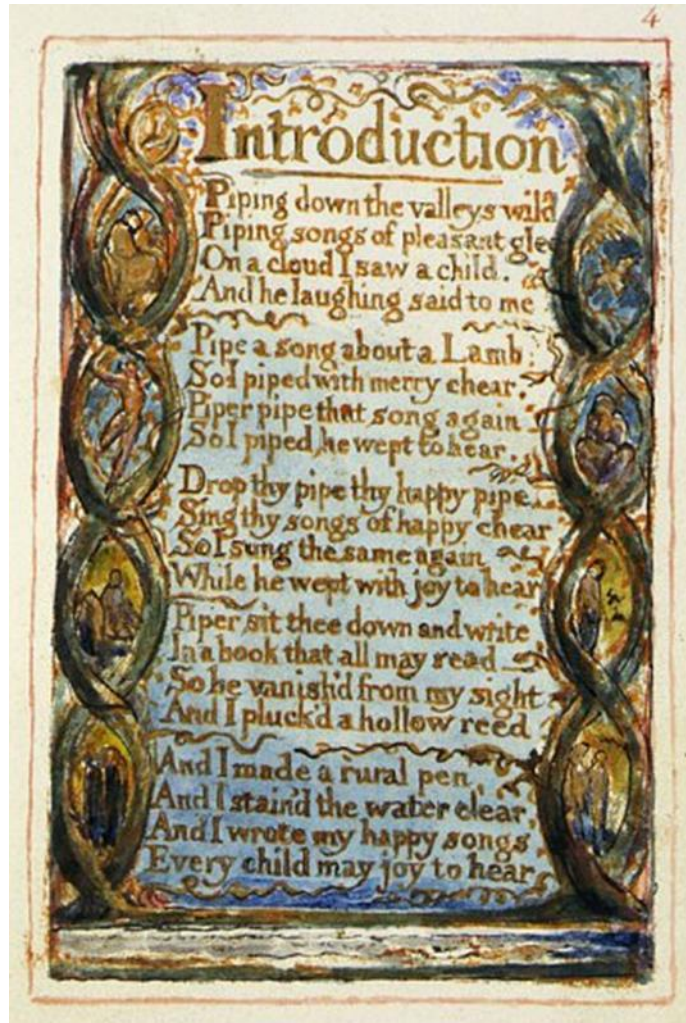 4
Introduction
Piping down the valleys wild
Piping songs of pleasant glee
On a cloud I saw a child.
And he laughing said to me
Pipe a song about a Lamb:
So I piped with merry chear.
Piper pipe that song again
So I piped, he wept to hear.
Drop thy pipe thy happy pipe
Sing thy songs of happy chear
So I sung the same again
While he wept with joy to hear
Piper sit thee down and write
In a book that all may read
So he vanish'd from my sight
And I pluck'd a hollow reed
And I made a rural pen,
And I stain'd the water clear,
And I wrote my happy songs
Every child may joy to hear